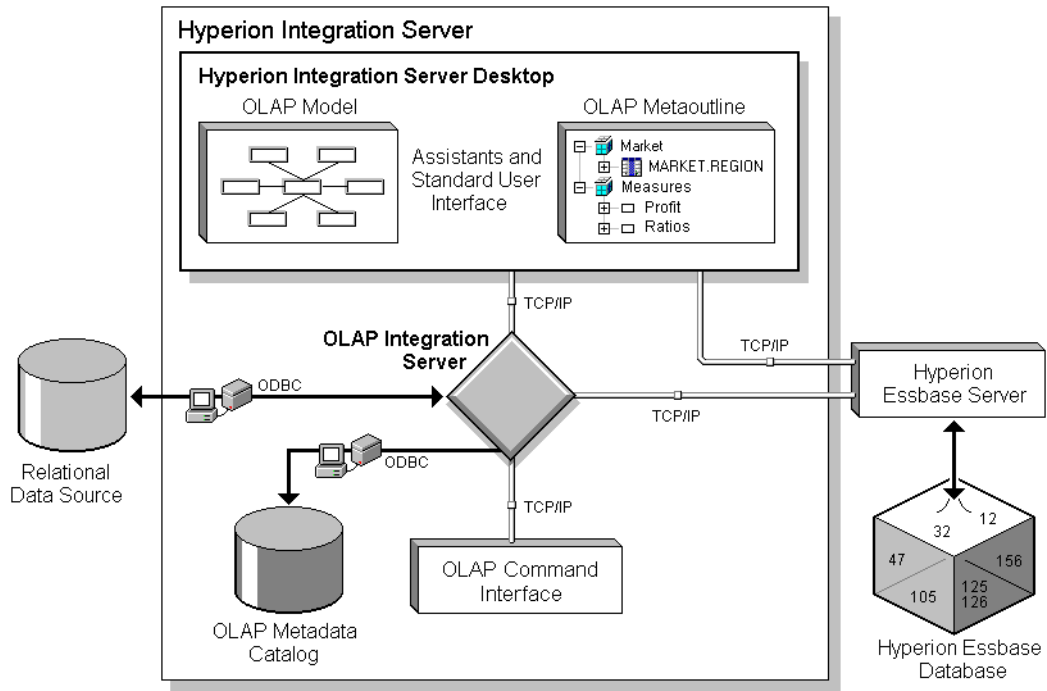 Hyperion Integration Server
Hyperion Integration Server Desktop
OLAP Model
Assistants and
Standard User
Interface
OLAP Metaoutline
Market
MARKET.REGION
Measures
Profit
Ratios
TCP/IP
OLAP Integration
Server
TCP/IP
Hyperion
Essbase Server
ODBC
TCP/IP
Relational
Data Source
ODBC
TCP/IP
OLAP Metadata
Catalog
OLAP Command
Interface
32
12
47
156
105
125
126
Hyperion Essbase
Database